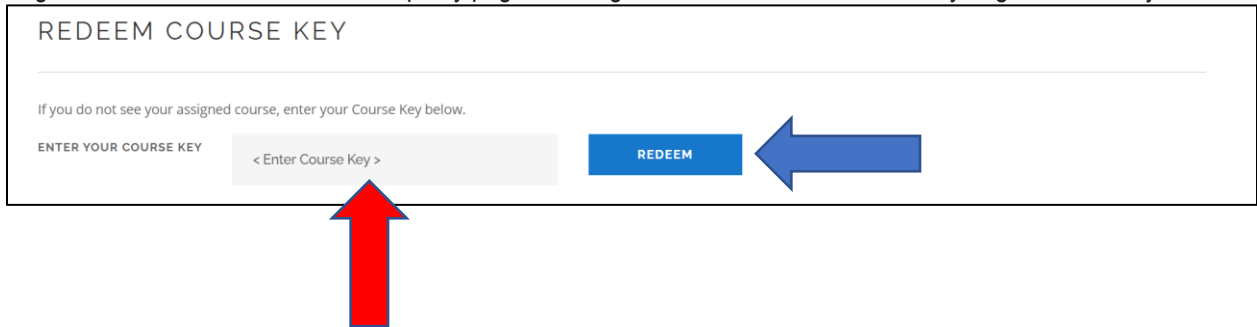 REDEEM COURSE KEY
If you do not see your assigned course, enter your Course Key below.
ENTER YOUR COURSE KEY
< Enter Course Key >
REDEEM